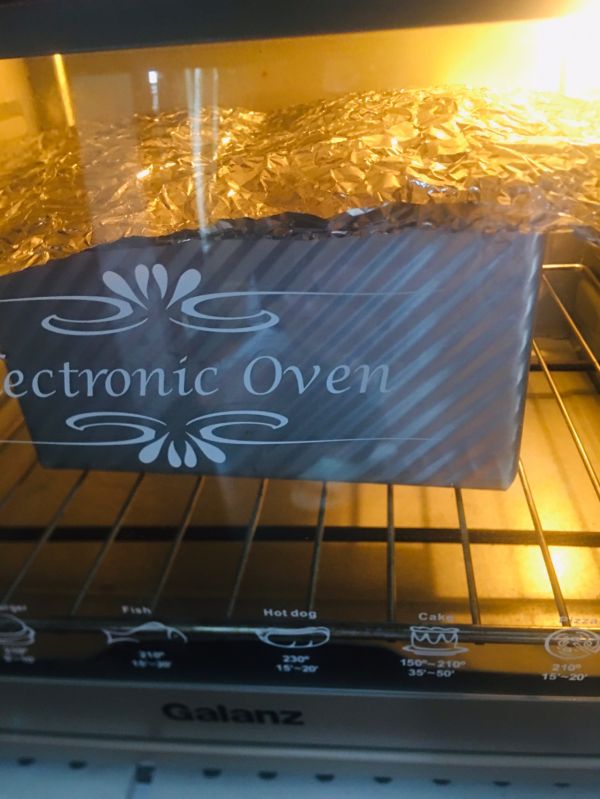 ectronic Oven
Fish
Hot dog
Cake
230°
15'~20'
150°~210°
35'~50'
210°
15'~20'
Galanz